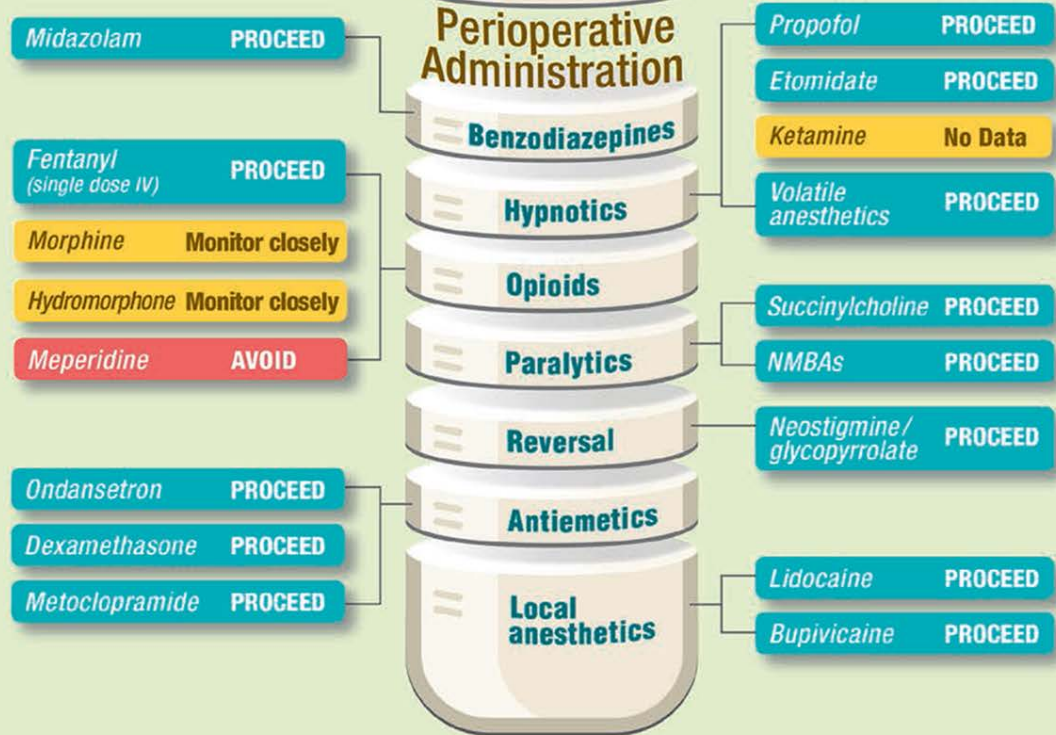 Perioperative
Administration
Midazolam PROCEED
Benzodiazepines
Propofol PROCEED
Etomidate PROCEED
Ketamine No Data
Volatile
anesthetics PROCEED
Hypnotics
Fentanyl
(single dose IV) PROCEED
Morphine Monitor closely
Hydromorphone Monitor closely
Meperidine AVOID
Opioids
Paralytics
Succinylcholine PROCEED
NMBAs PROCEED
Reversal
Neostigmine/
glycopyrrolate PROCEED
Ondansetron PROCEED
Dexamethasone PROCEED
Metoclopramide PROCEED
Antiemetics
Local
anesthetics
Lidocaine PROCEED
Bupivicaine PROCEED